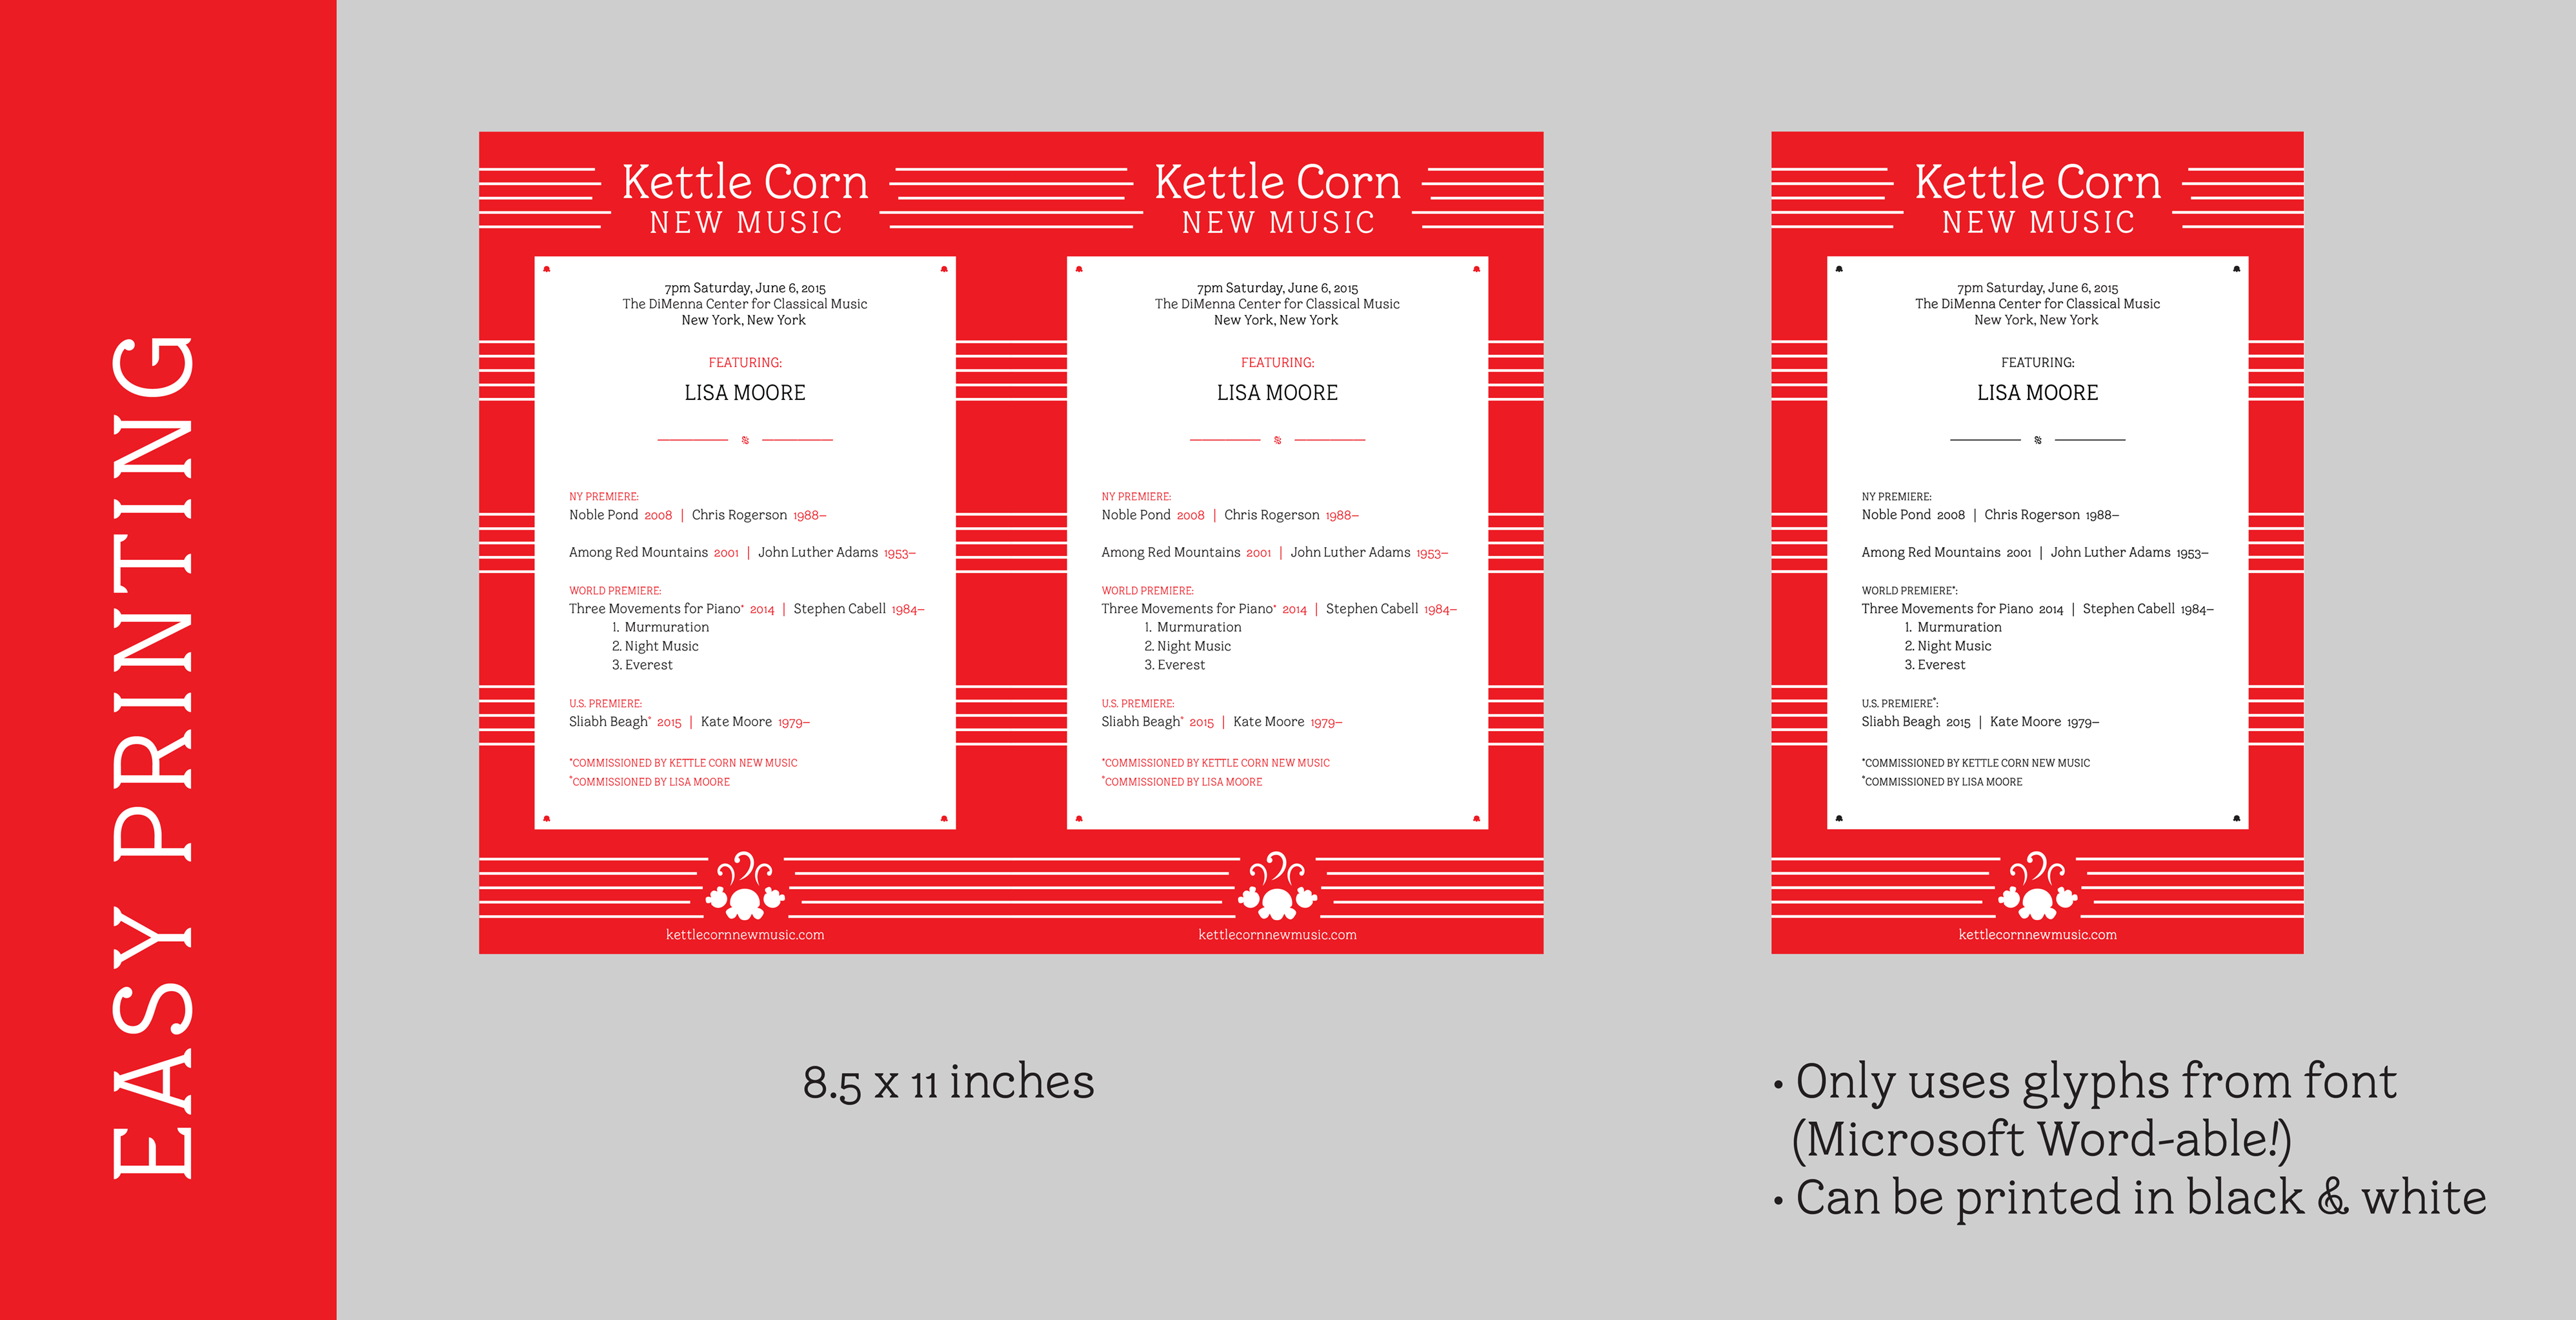 EASY PRINTING
Kettle Corn
NEW MUSIC
7pm Saturday, June 6, 2015
The DiMenna Center for Classical Music
New York, New York
FEATURING:
LISA MOORE
NY PREMIERE:
Noble Pond 2008 | Chris Rogerson 1988–
Among Red Mountains 2001 | John Luther Adams 1953–
WORLD PREMIERE:
Three Movements for Piano* 2014 | Stephen Cabell 1984–
1. Murmuration
2. Night Music
3. Everest
U.S. PREMIERE:
Sliabh Beagh* 2015 | Kate Moore 1979–
*COMMISSIONED BY KETTLE CORN NEW MUSIC
*COMMISSIONED BY LISA MOORE
kettlecornnewmusic.com
Kettle Corn
NEW MUSIC
7pm Saturday, June 6, 2015
The DiMenna Center for Classical Music
New York, New York
FEATURING:
LISA MOORE
NY PREMIERE:
Noble Pond 2008 | Chris Rogerson 1988–
Among Red Mountains 2001 | John Luther Adams 1953–
WORLD PREMIERE:
Three Movements for Piano* 2014 | Stephen Cabell 1984–
1. Murmuration
2. Night Music
3. Everest
U.S. PREMIERE:
Sliabh Beagh* 2015 | Kate Moore 1979–
*COMMISSIONED BY KETTLE CORN NEW MUSIC
*COMMISSIONED BY LISA MOORE
kettlecornnewmusic.com
8.5 x 11 inches
Kettle Corn
NEW MUSIC
7pm Saturday, June 6, 2015
The DiMenna Center for Classical Music
New York, New York
FEATURING:
LISA MOORE
NY PREMIERE:
Noble Pond 2008 | Chris Rogerson 1988–
Among Red Mountains 2001 | John Luther Adams 1953–
WORLD PREMIERE*:
Three Movements for Piano 2014 | Stephen Cabell 1984–
1. Murmuration
2. Night Music
3. Everest
U.S. PREMIERE*:
Sliabh Beagh 2015 | Kate Moore 1979–
*COMMISSIONED BY KETTLE CORN NEW MUSIC
*COMMISSIONED BY LISA MOORE
kettlecornnewmusic.com
• Only uses glyphs from font
(Microsoft Word-able!)
• Can be printed in black & white